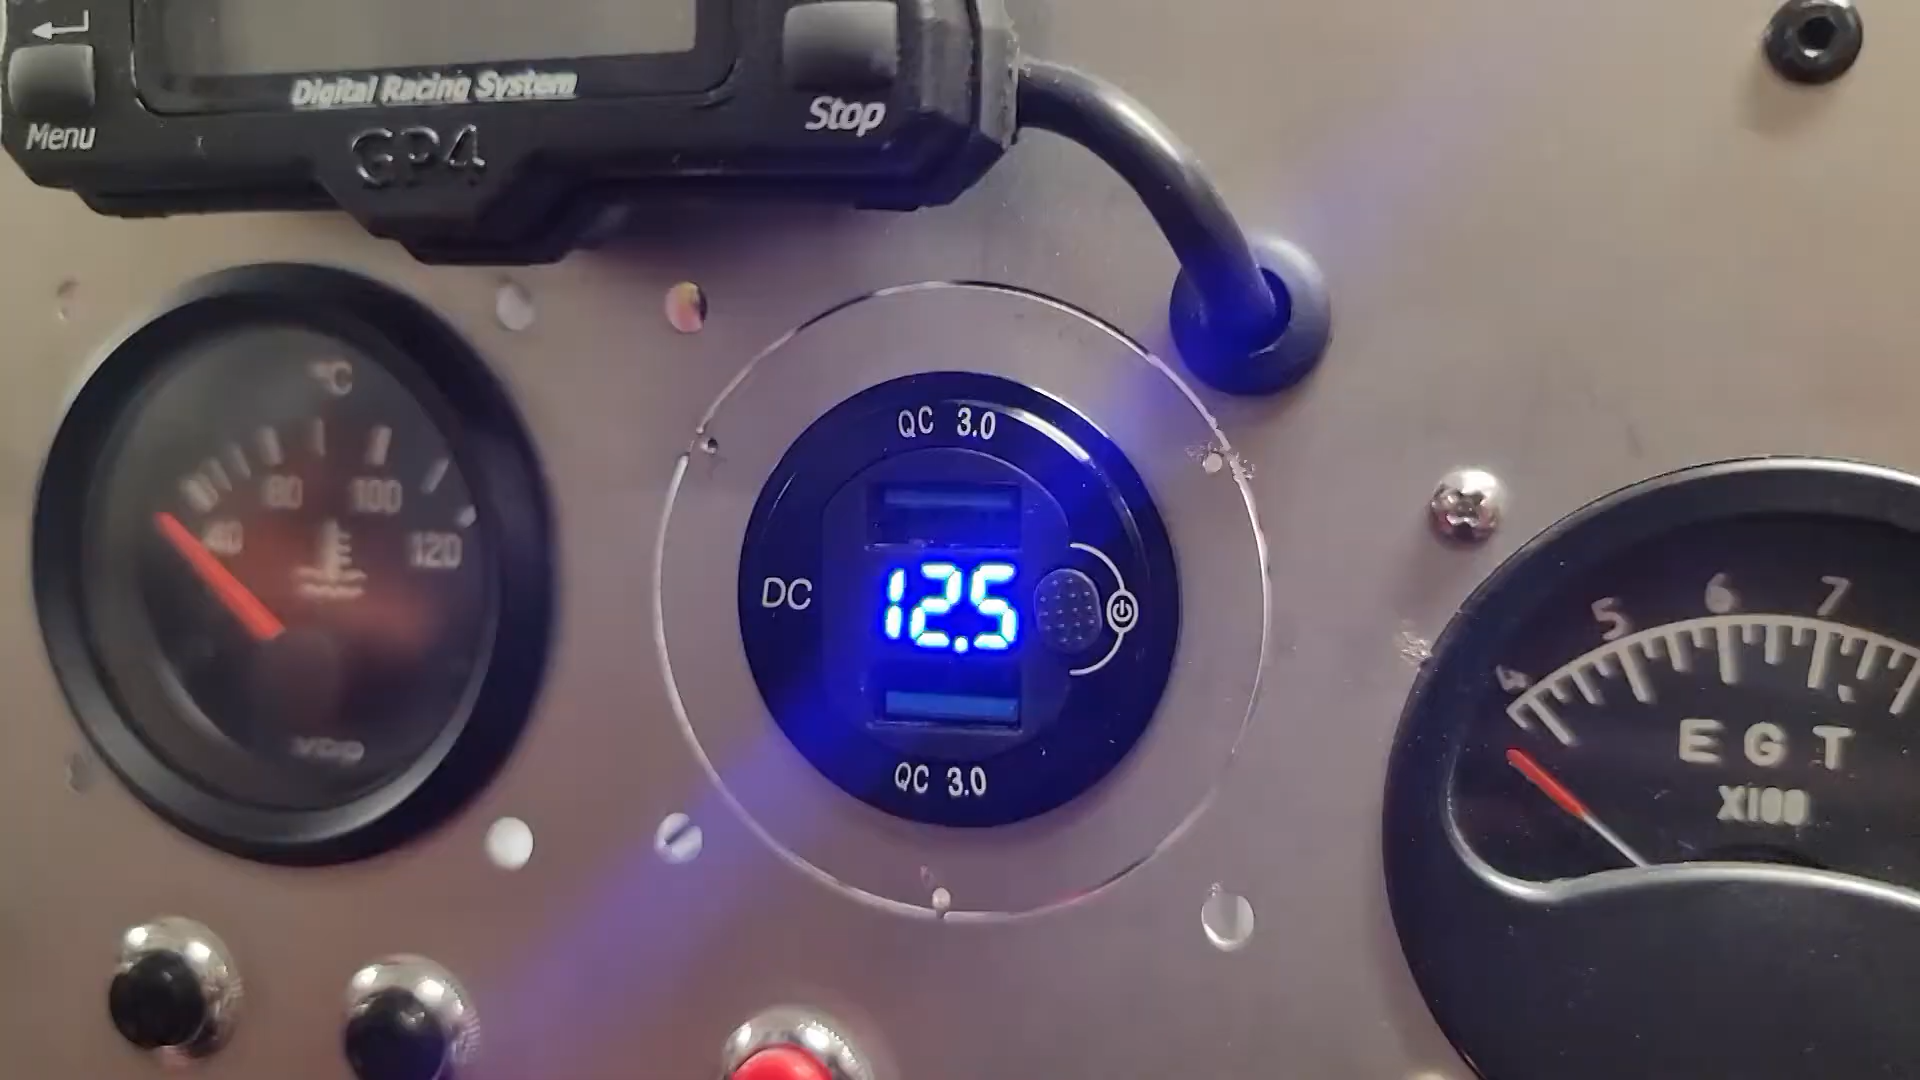 Digital Racing System
Menu
Stop
GP4
°C
40
80
100
120
VDO
QC 3.0
DC
12.5
QC 3.0
4
5
6
7
EGT
X100